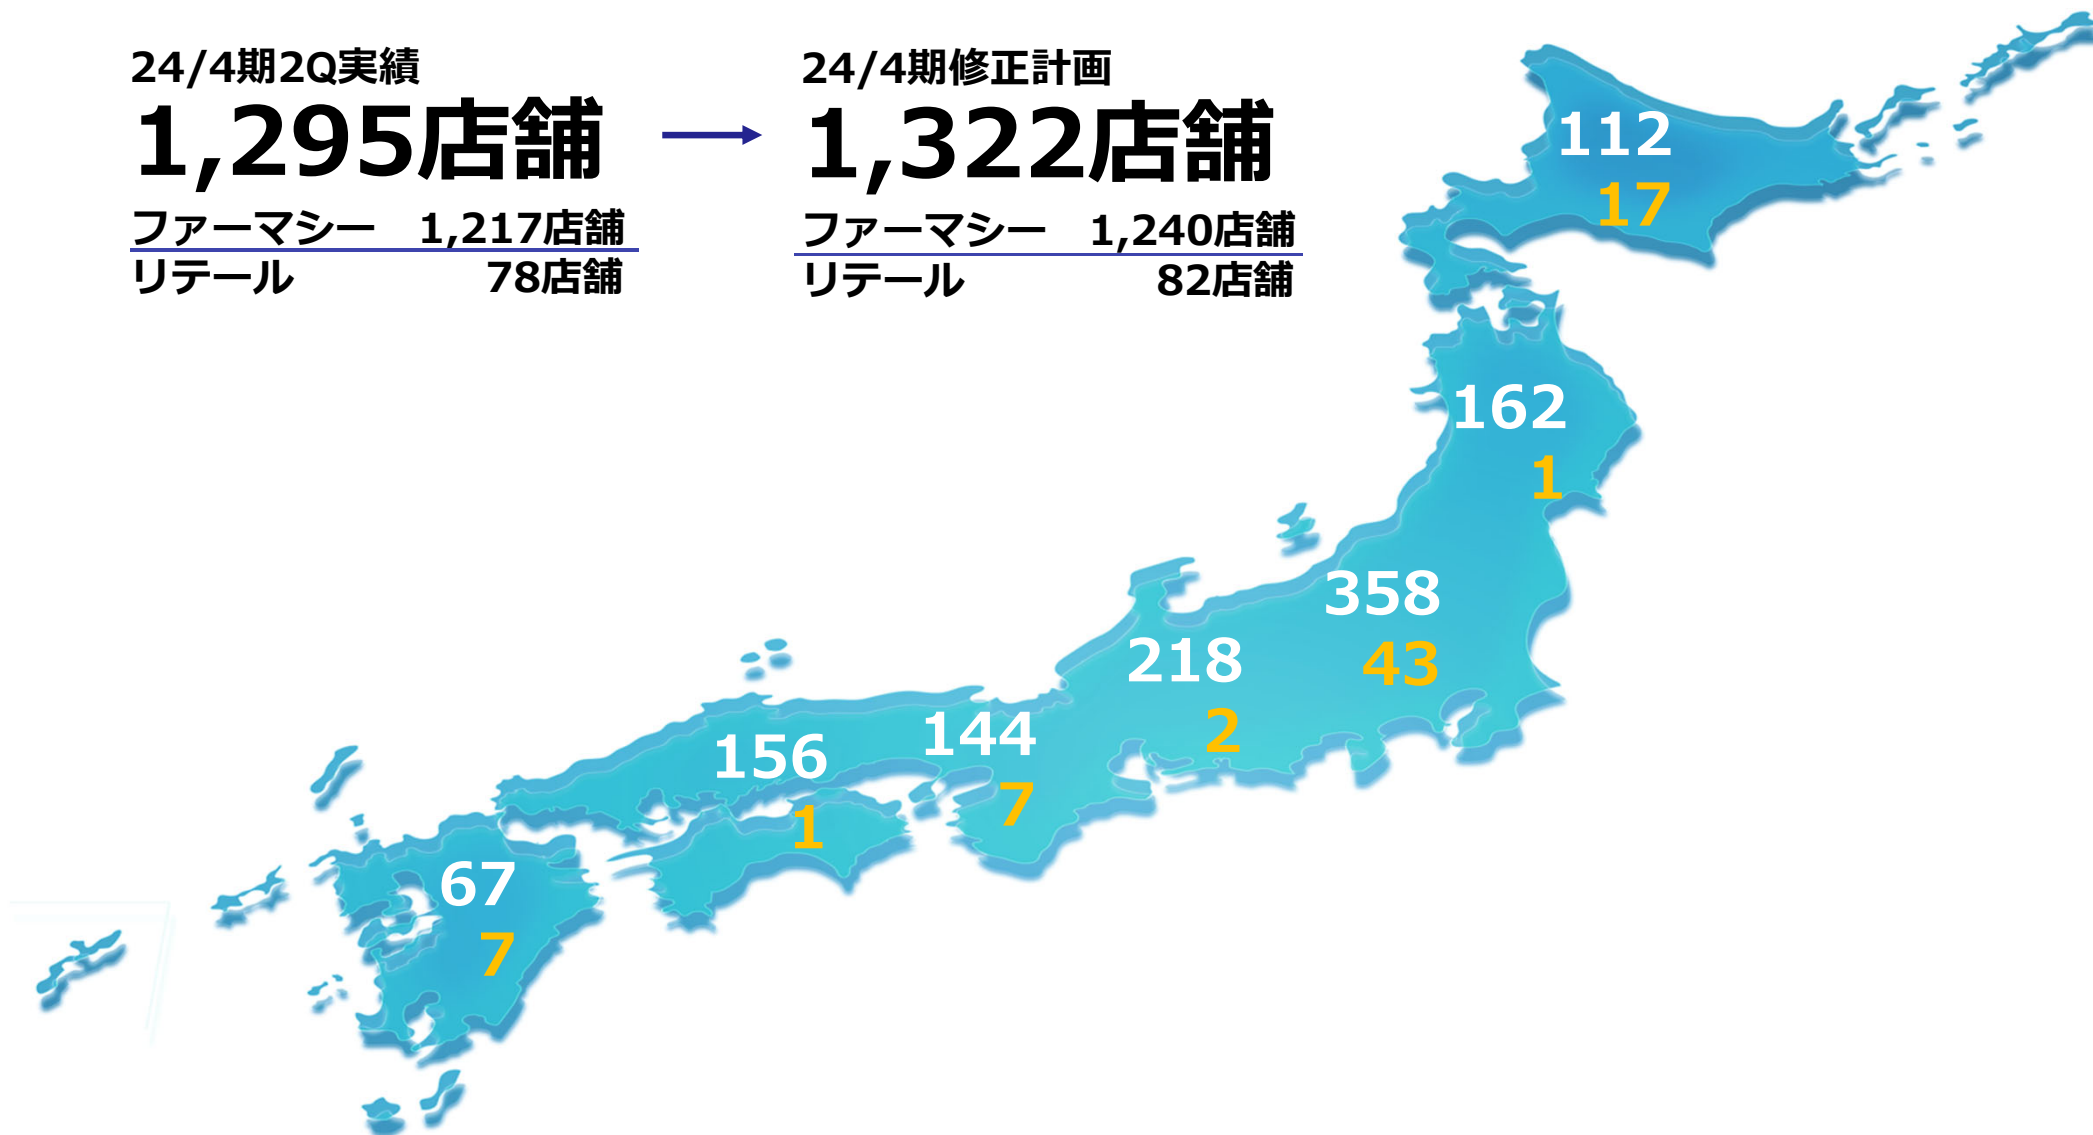 24/4期2Q実績
1,295店舗
ファーマシー 1,217店舗
リテール 78店舗
24/4期修正計画
1,322店舗
ファーマシー 1,240店舗
リテール 82店舗
112
17
162
1
358
43
218
2
144
7
156
1
67
7